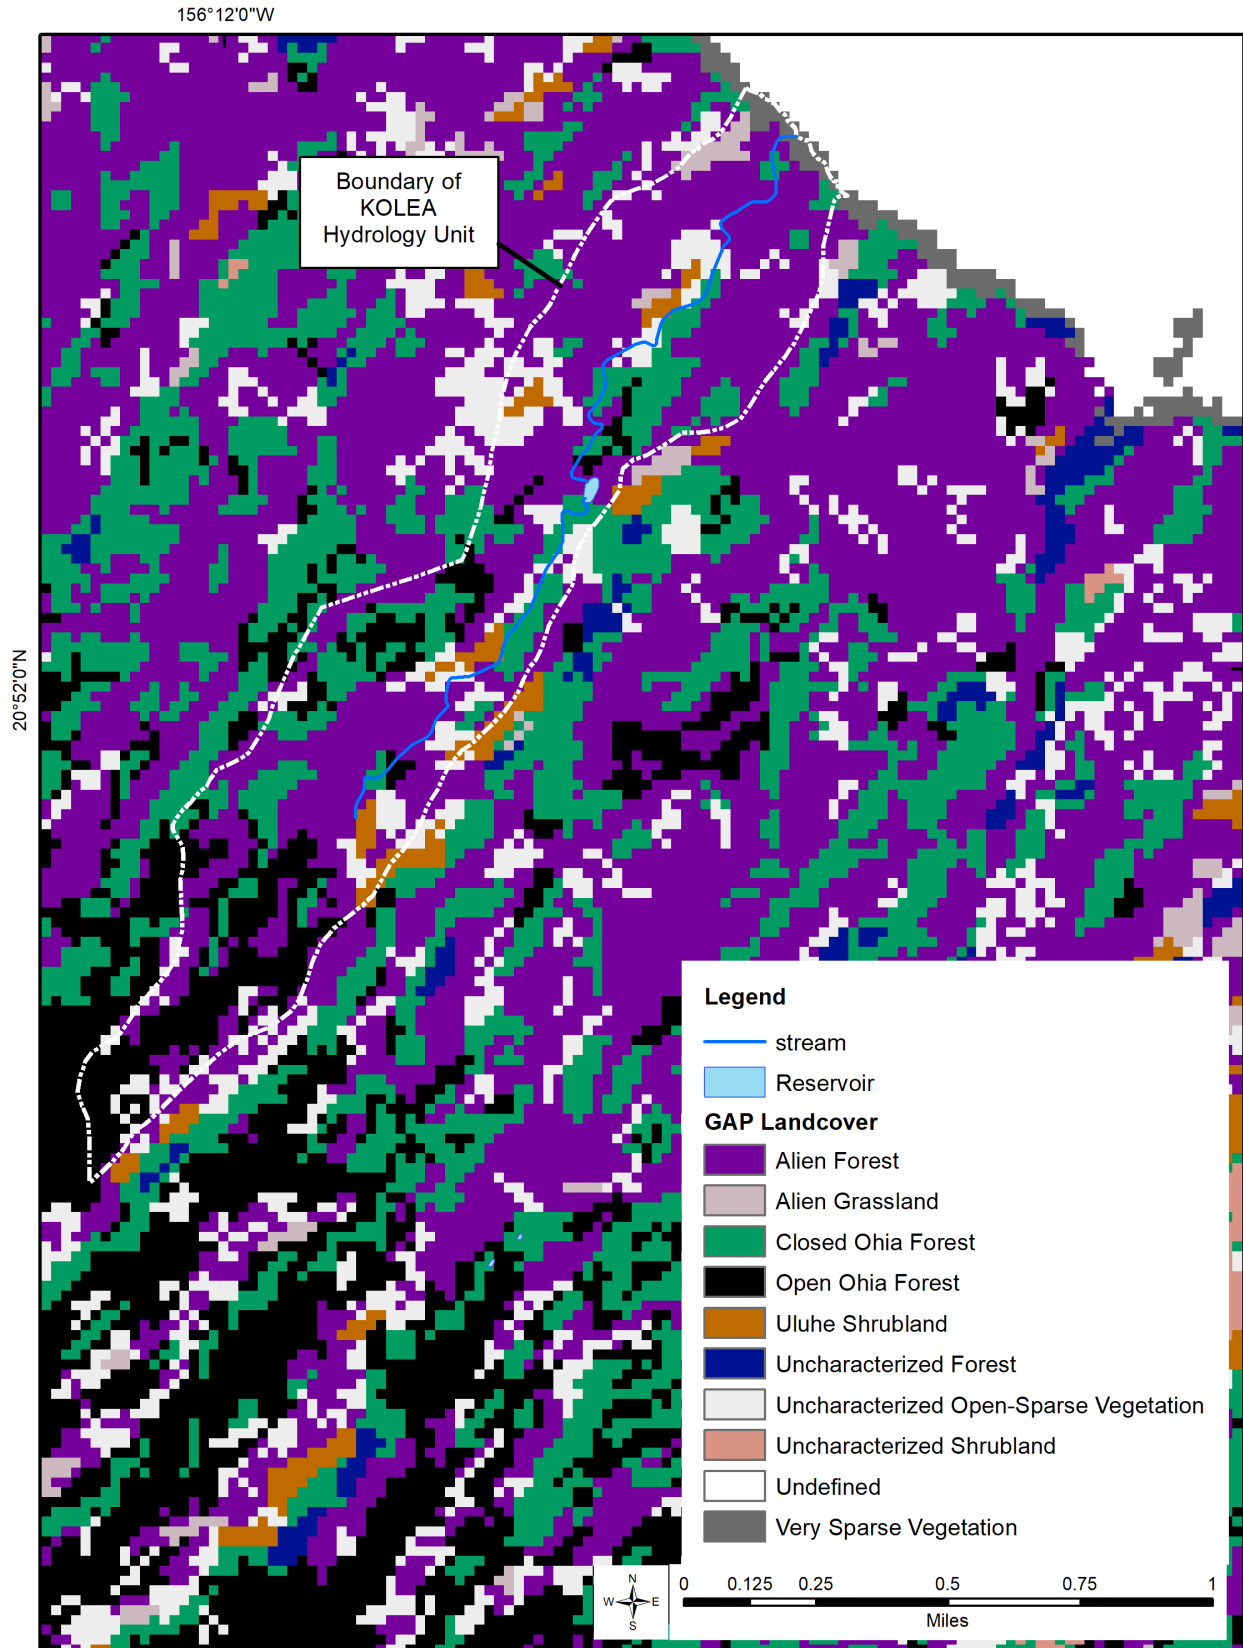 156°12'0"W
Boundary of
KOLEA
Hydrology Unit
20°52'0"N
Legend
stream
Reservoir
GAP Landcover
Alien Forest
Alien Grassland
Closed Ohia Forest
Open Ohia Forest
Uluhe Shrubland
Uncharacterized Forest
Uncharacterized Open-Sparse Vegetation
Uncharacterized Shrubland
Undefined
Very Sparse Vegetation
N
W E
S
0 0.125 0.25 0.5 0.75 1
Miles